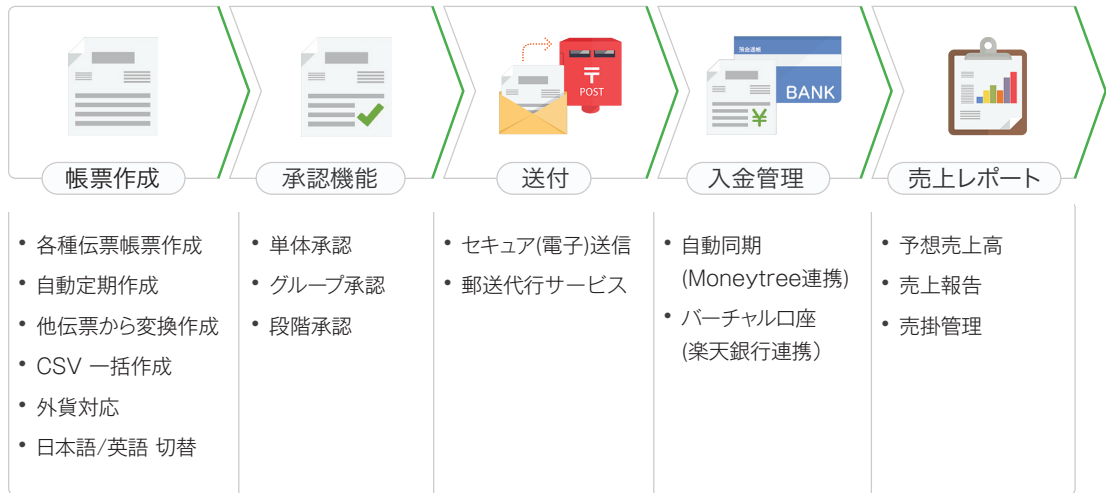 預金通帳
BANK
〒
POST
¥
帳票作成
承認機能
送付
入金管理
売上レポート
• 各種伝票帳票作成
• 自動定期作成
• 他伝票から変換作成
• CSV 一括作成
• 外貨対応
• 日本語/英語 切替
• 単体承認
• グループ承認
• 段階承認
• セキュア(電子)送信
• 郵送代行サービス
• 自動同期
(Moneytree連携)
• バーチャル口座
(楽天銀行連携）
• 予想売上高
• 売上報告
• 売掛管理